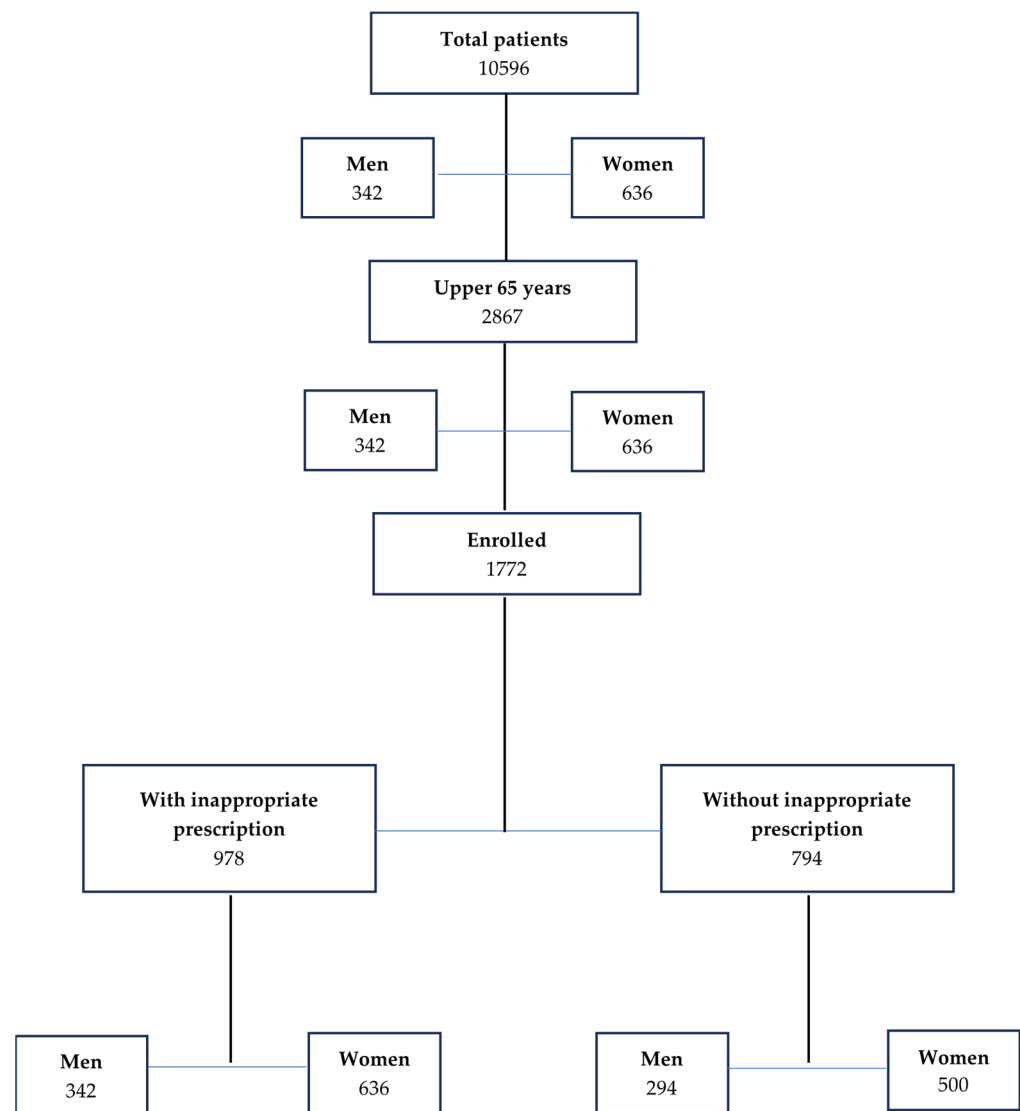 Total patients
10596
Men
342
Women
636
Upper 65 years
2867
Men
342
Women
636
Enrolled
1772
With inappropriate
prescription
978
Without inappropriate
prescription
794
Men
342
Women
636
Men
294
Women
500